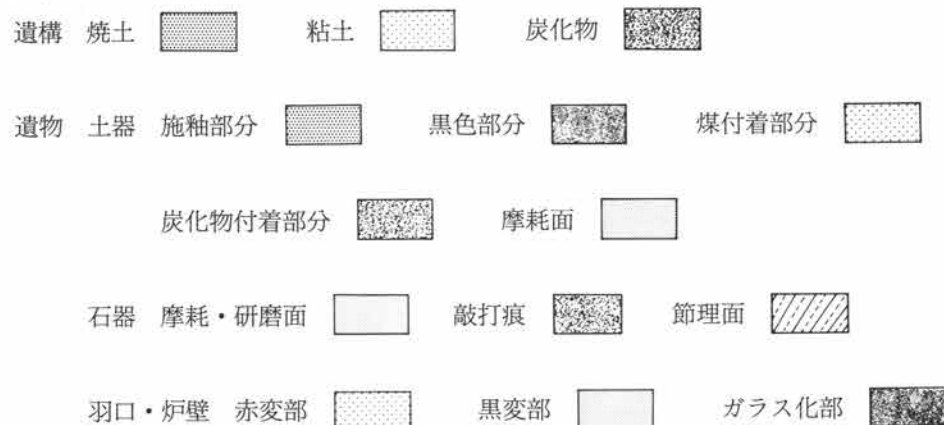 遺構 焼土 粘土 炭化物
遺物 土器 施釉部分 黒色部分 煤付着部分
炭化物付着部分 摩耗面
石器 摩耗・研磨面 敲打痕 節理面
羽口・炉壁 赤変部 黒変部 ガラス化部